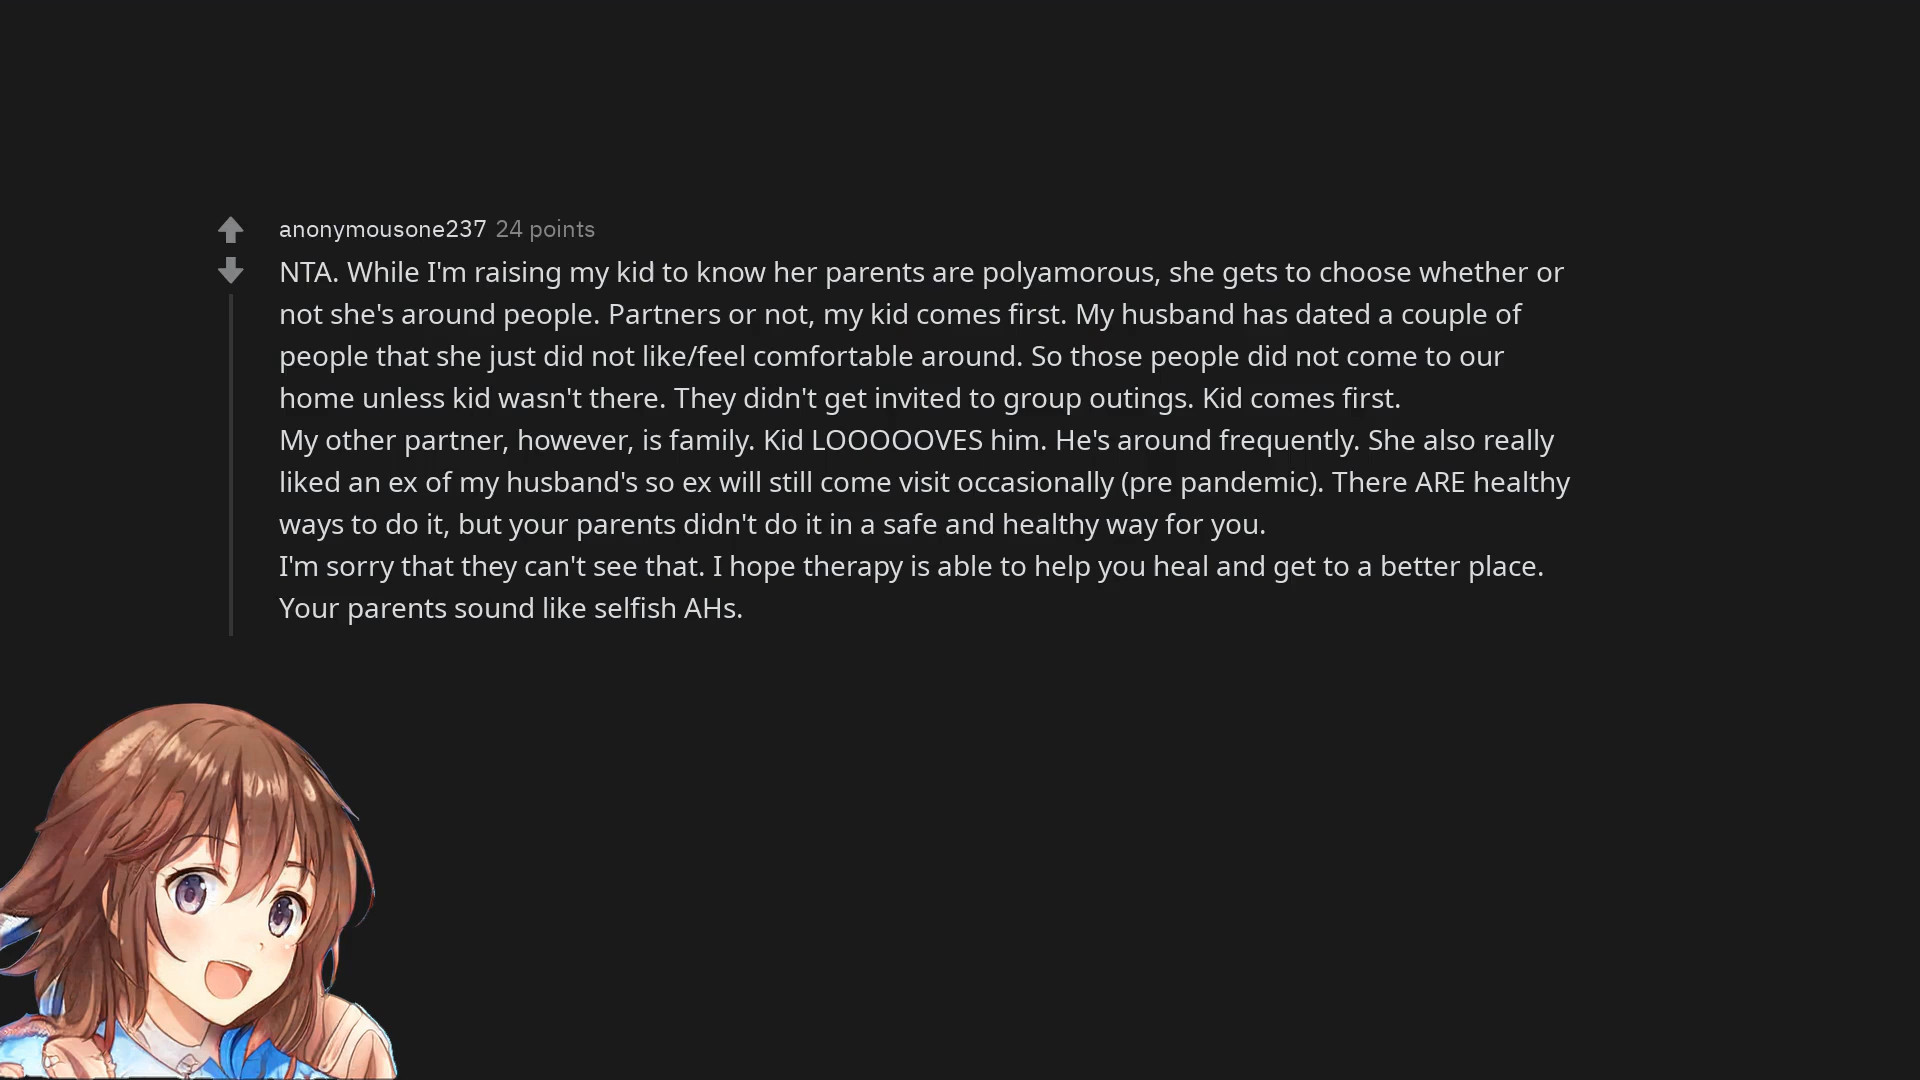 anonymousone237 24 points
NTA. While I'm raising my kid to know her parents are polyamorous, she gets to choose whether or
not she's around people. Partners or not, my kid comes first. My husband has dated a couple of
people that she just did not like/feel comfortable around. So those people did not come to our
home unless kid wasn't there. They didn't get invited to group outings. Kid comes first.
My other partner, however, is family. Kid LOOOOOVES him. He's around frequently. She also really
liked an ex of my husband's so ex will still come visit occasionally (pre pandemic). There ARE healthy
ways to do it, but your parents didn't do it in a safe and healthy way for you.
I'm sorry that they can't see that. I hope therapy is able to help you heal and get to a better place.
Your parents sound like selfish AHs.